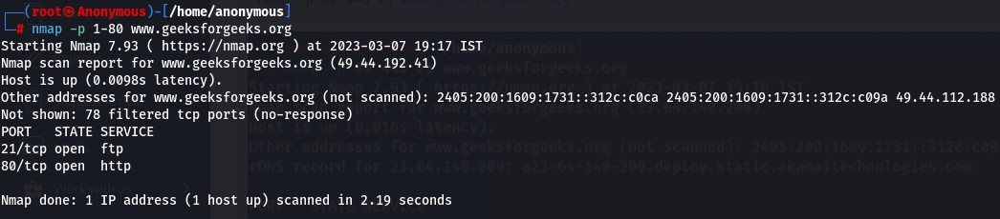 ┌──(root㉿Anonymous)-[/home/anonymous]
└─# nmap -p 1-80 www.geeksforgeeks.org
Starting Nmap 7.93 ( https://nmap.org ) at 2023-03-07 19:17 IST
Nmap scan report for www.geeksforgeeks.org (49.44.192.41)
Host is up (0.0098s latency).
Other addresses for www.geeksforgeeks.org (not scanned): 2405:200:1609:1731::312c:c0ca 2405:200:1609:1731::312c:c09a 49.44.112.188
Not shown: 78 filtered tcp ports (no-response)
PORT   STATE SERVICE
21/tcp open  ftp
80/tcp open  http
Nmap done: 1 IP address (1 host up) scanned in 2.19 seconds